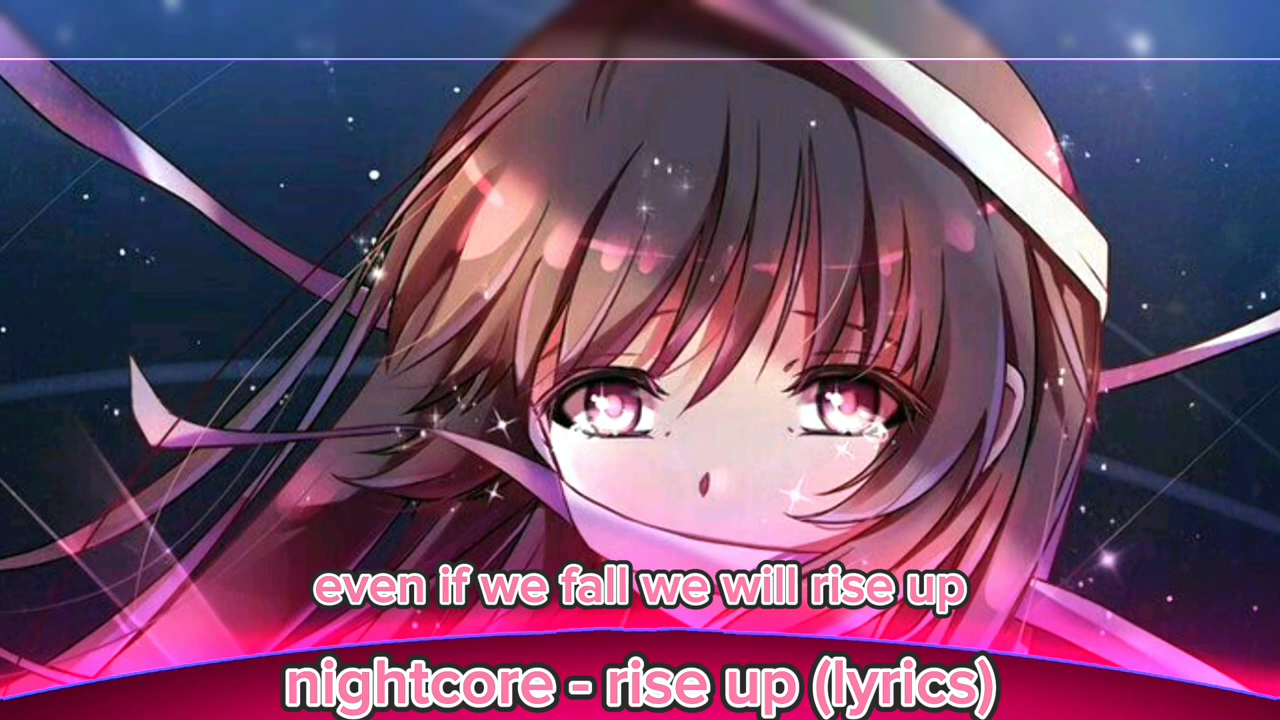 even if we fall we will rise up
nightcore - rise up (lyrics)